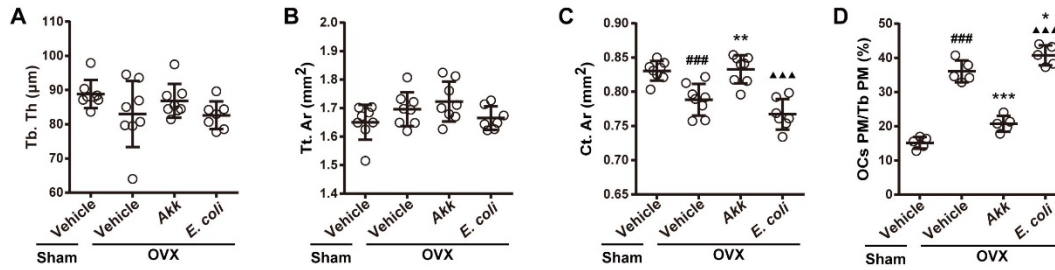 A
Tb. Th (μm)
110
100
90
80
70
60
Vehicle
Vehicle
Akk
E. coli
Sham
OVX
B
Tt. Ar (mm2)
1.9
1.8
1.7
1.6
1.5
1.4
1.2
Vehicle
Vehicle
Akk
E. coli
Sham
OVX
C
Ct. Ar (mm2)
0.90
0.85
0.80
0.75
0.70
0.65
###
**
▲▲▲
Vehicle
Vehicle
Akk
E. coli
Sham
OVX
D
OCs PM/Tb PM (%)
50
40
30
20
10
0
###
***
*
▲▲▲
Vehicle
Vehicle
Akk
E. coli
Sham
OVX